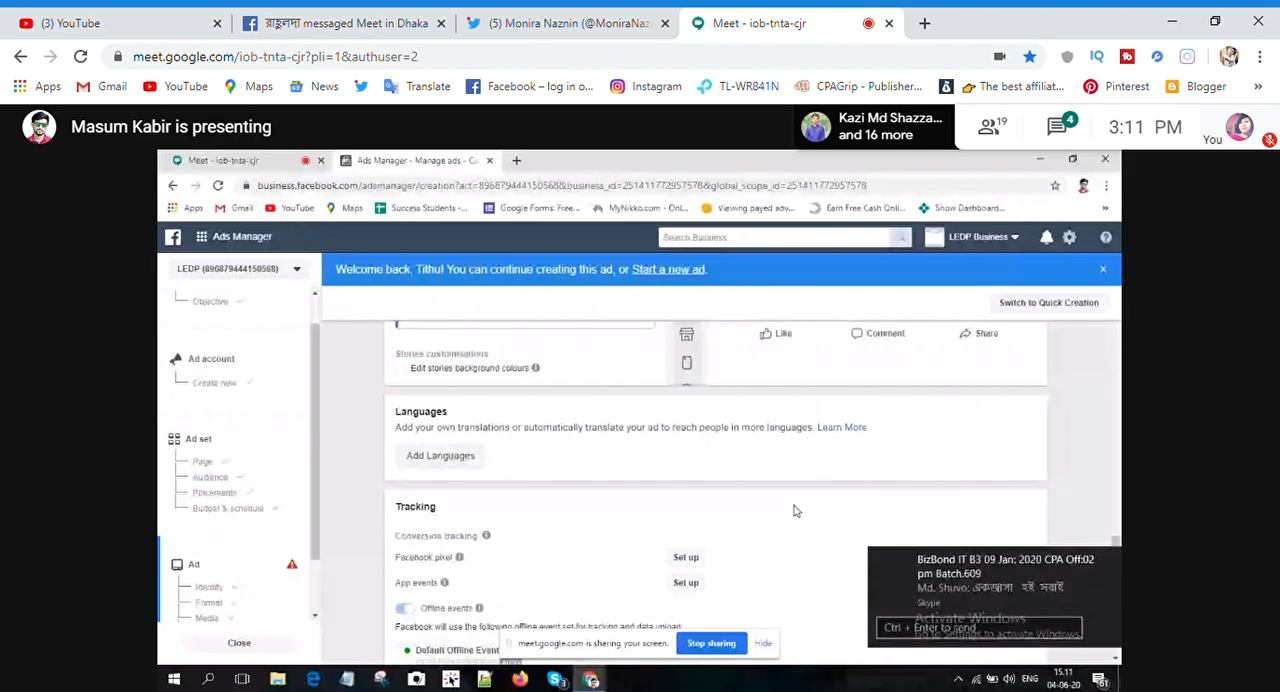 (3) YouTube
রাহুলদা messaged Meet in Dhaka
(5) Monira Naznin (@MoniraNaz
Meet - iob-tnta-cjr
meet.google.com/iob-tnta-cjr?pli=1&authuser=2
Apps
Gmail
YouTube
Maps
News
Translate
Facebook – log in o...
Instagram
TL-WR841N
CPAGrip - Publisher...
The best affiliat...
Pinterest
Blogger
Masum Kabir is presenting
Kazi Md Shazza...
and 16 more
19
4
3:11 PM
You
Meet - iob-tnta-cjr
Ads Manager - Manage ads - Ca
business.facebook.com/adsmanager/creation?act=896879444150568&business_id=251411772957578&global_scope_id=251411772957578
Apps
Gmail
YouTube
Maps
Success Students -...
Google Forms: Free...
MyNikko.com - Onl...
Viewing payed adv...
Earn Free Cash Onli...
Show Dashboard...
Ads Manager
Search Business
LEDP Business
LEDP (896879444150568)
Welcome back, Tithu! You can continue creating this ad, or Start a new ad.
Switch to Quick Creation
Objective
Ad account
Create new
Ad set
Page
Audience
Placements
Budget & schedule
Ad
Identity
Format
Media
Close
Like
Comment
Share
Stories customisations
Edit stories background colours
Languages
Add your own translations or automatically translate your ad to reach people in more languages. Learn More
Add Languages
Tracking
Conversion tracking
Facebook pixel
Set up
App events
Set up
Offline events
Facebook will use the following offline event set for tracking and data upload:
Default Offline Event
meet.google.com is sharing your screen.
Stop sharing
Hide
BizBond IT B3 09 Jan: 2020 CPA Off:02
pm Batch.609
Md. Shuvo: একজ্বাসা হই সবাই
Skype
Activate Windows
Ctrl + Enter to send
Go to Settings to activate Windows.
3
ENG
15.11
04-06-20
61